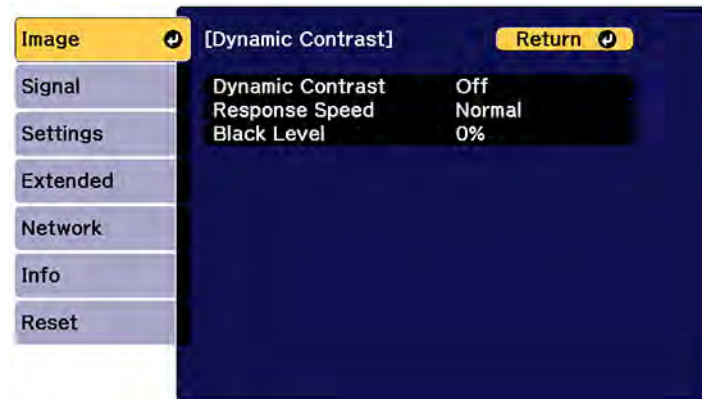 Image
Signal
Settings
Extended
Network
Info
Reset
[Dynamic Contrast] Return
Dynamic Contrast Off
Response Speed Normal
Black Level 0%